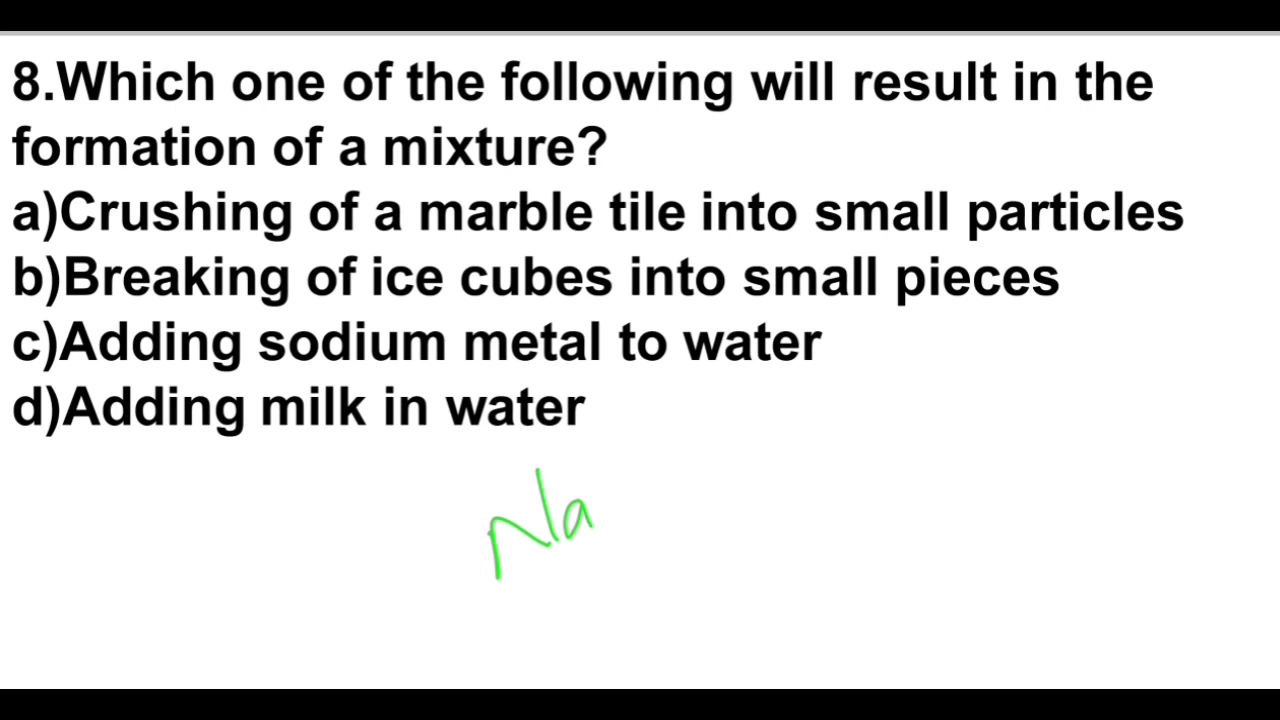 8.Which one of the following will result in the
formation of a mixture?
a)Crushing of a marble tile into small particles
b)Breaking of ice cubes into small pieces
c)Adding sodium metal to water
d)Adding milk in water
Na